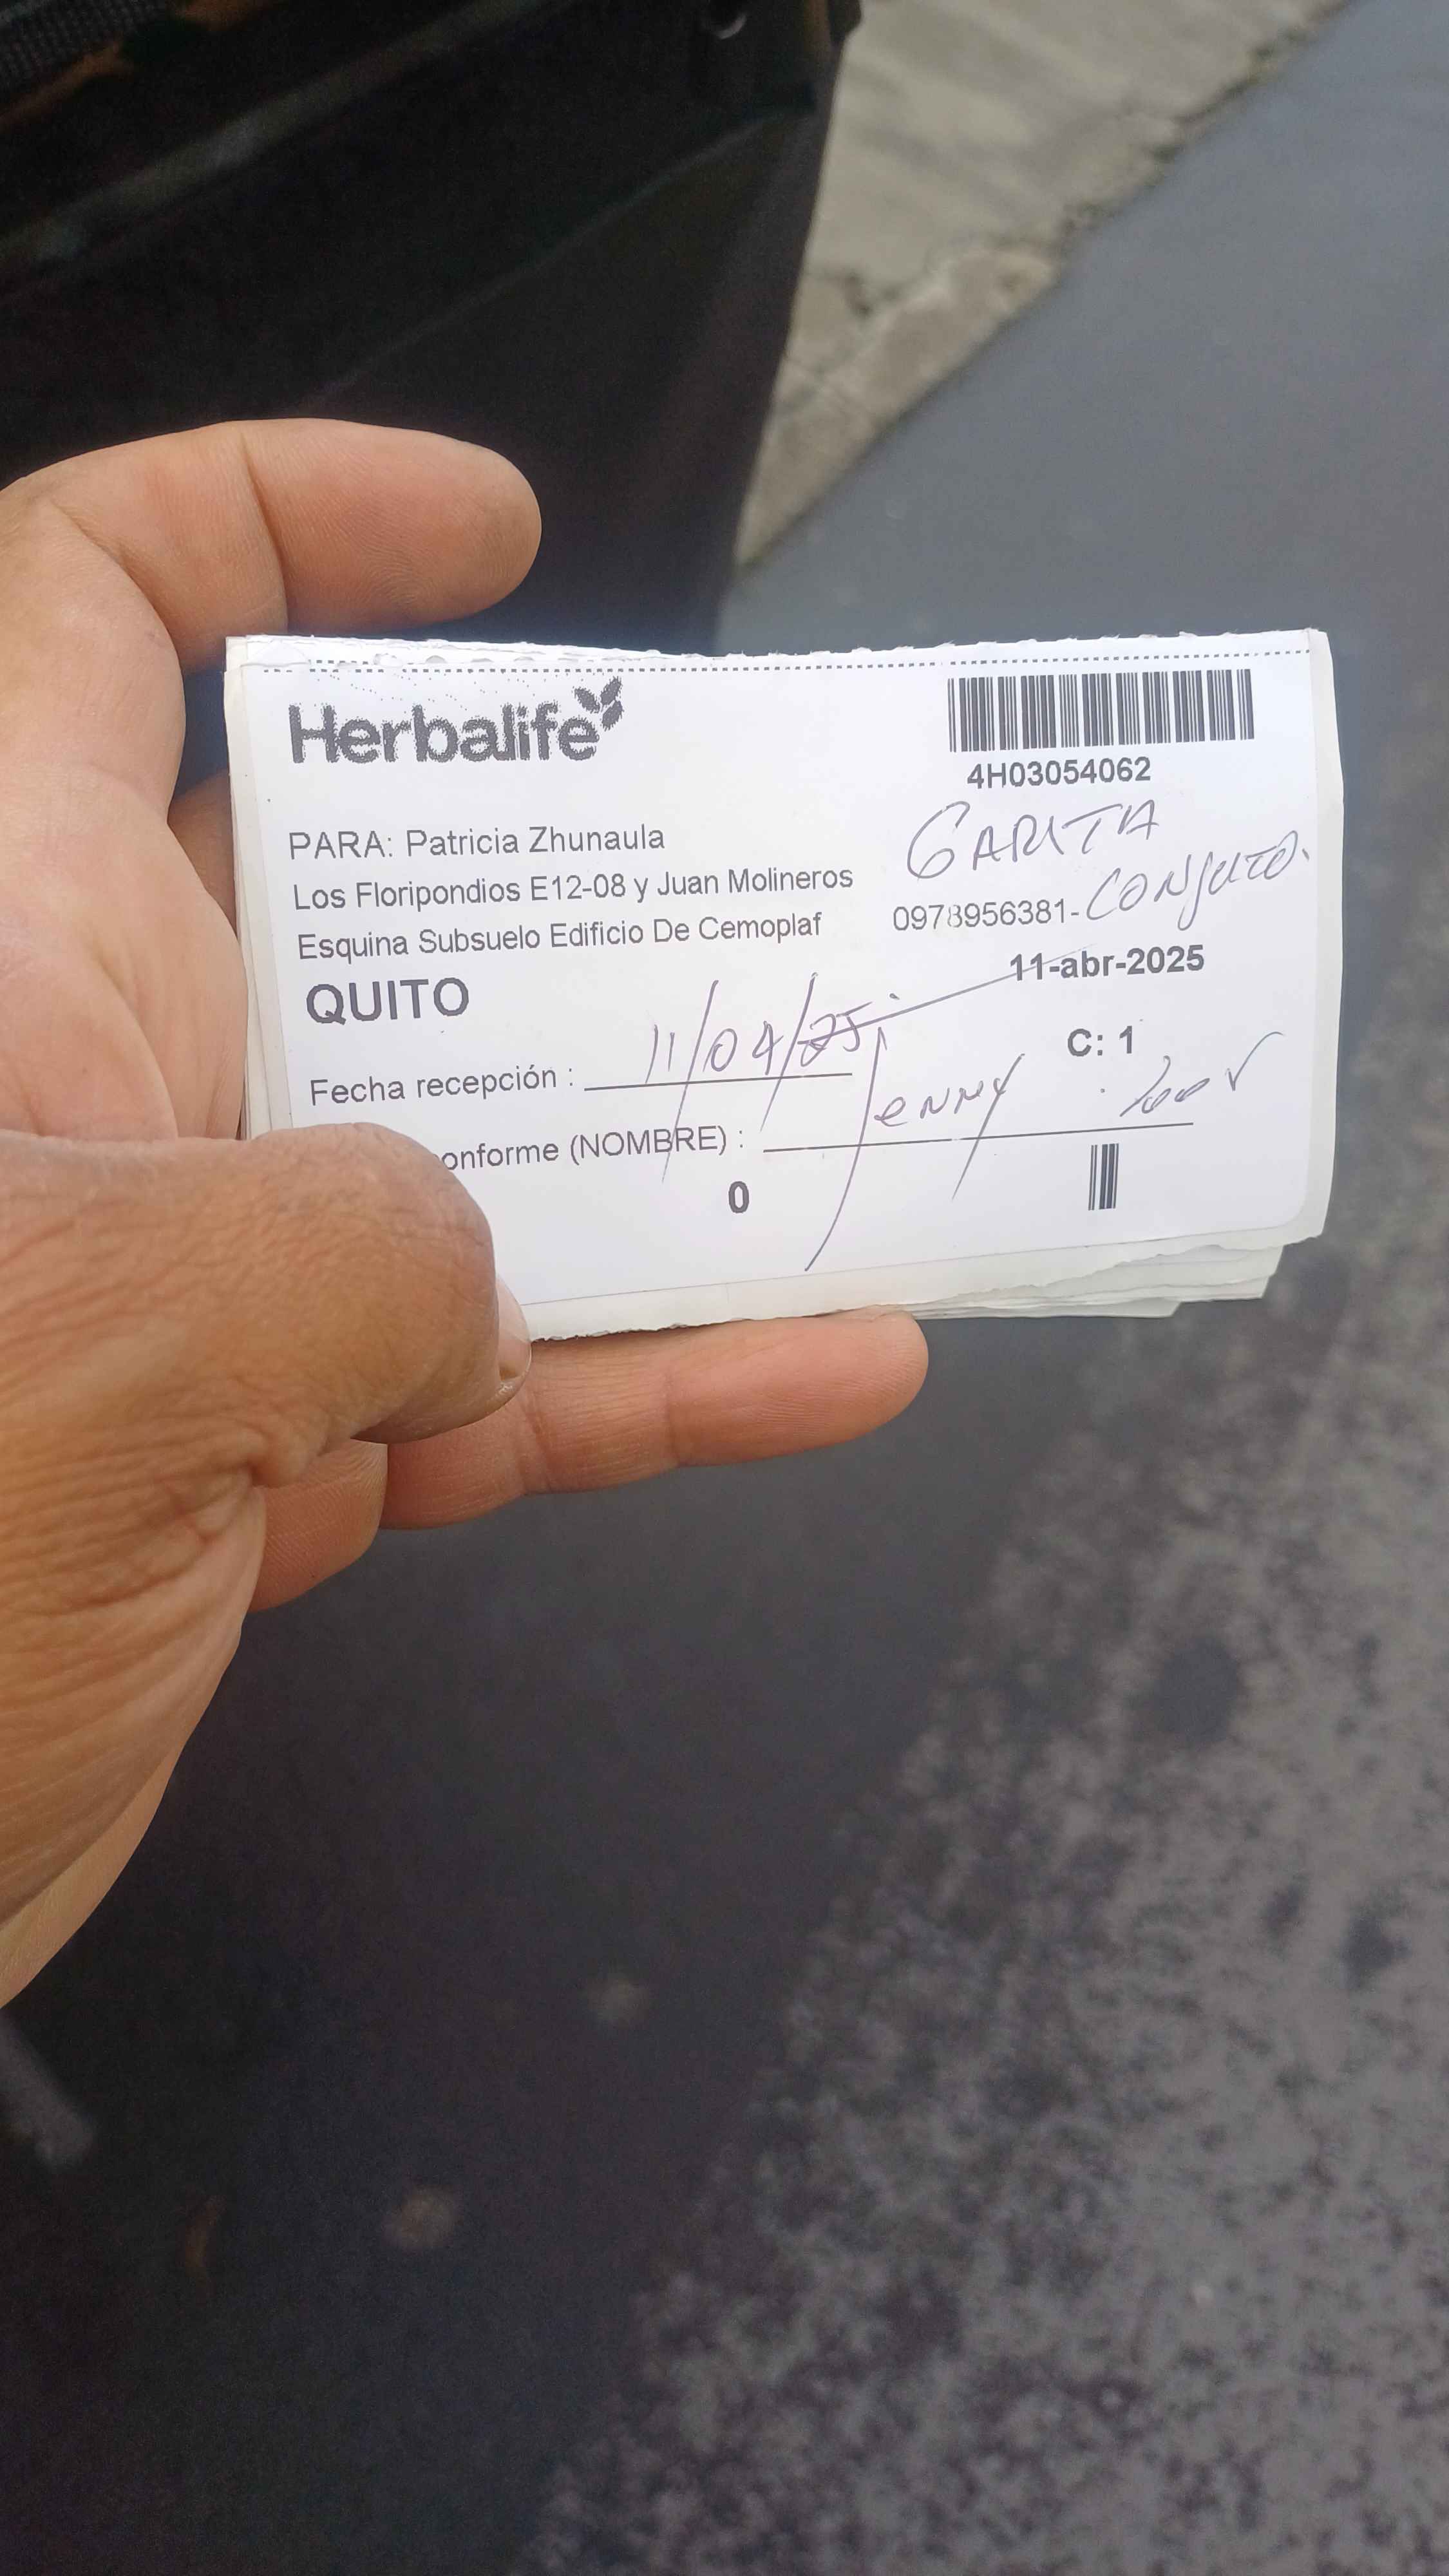 Herbalife
4H03054062
GARITA
PARA: Patricia Zhunaula
Los Floripondios E12-08 y Juan Molineros
0978956381- CONJUTO.
Esquina Subsuelo Edificio De Cemoplaf
11-abr-2025
QUITO
C: 1
Fecha recepción : 11/04/25
onforme (NOMBRE) : Jenny
0